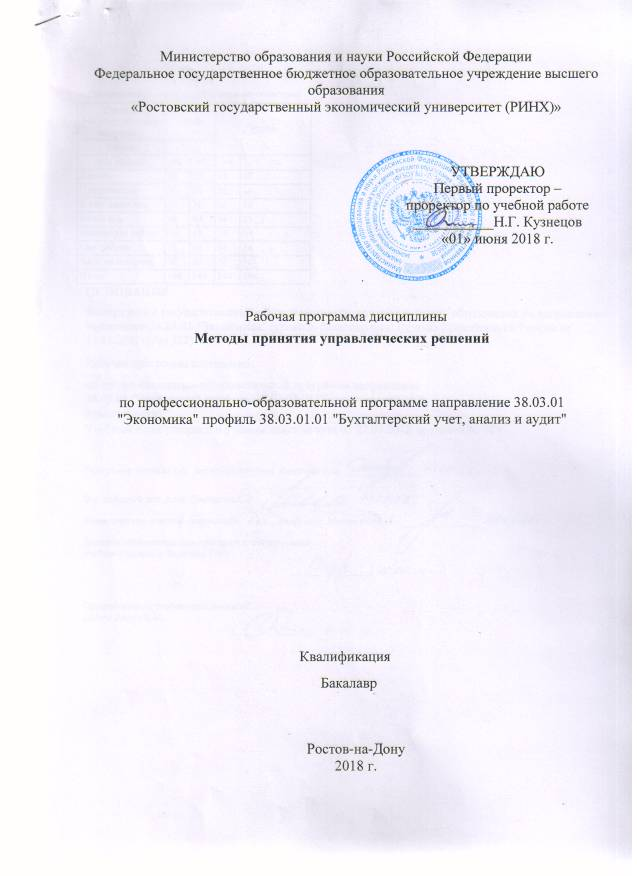 Министерство образования и науки Российской Федерации
Федеральное государственное бюджетное образовательное учреждение высшего
образования
«Ростовский государственный экономический университет (РИНХ)»
УТВЕРЖДАЮ
Первый проректор –
проректор по учебной работе
Н.Г. Кузнецов
«01» июня 2018 г.
Рабочая программа дисциплины
Методы принятия управленческих решений
по профессионально-образовательной программе направление 38.03.01
"Экономика" профиль 38.03.01.01 "Бухгалтерский учет, анализ и аудит"
Квалификация
Бакалавр
Ростов-на-Дону
2018 г.